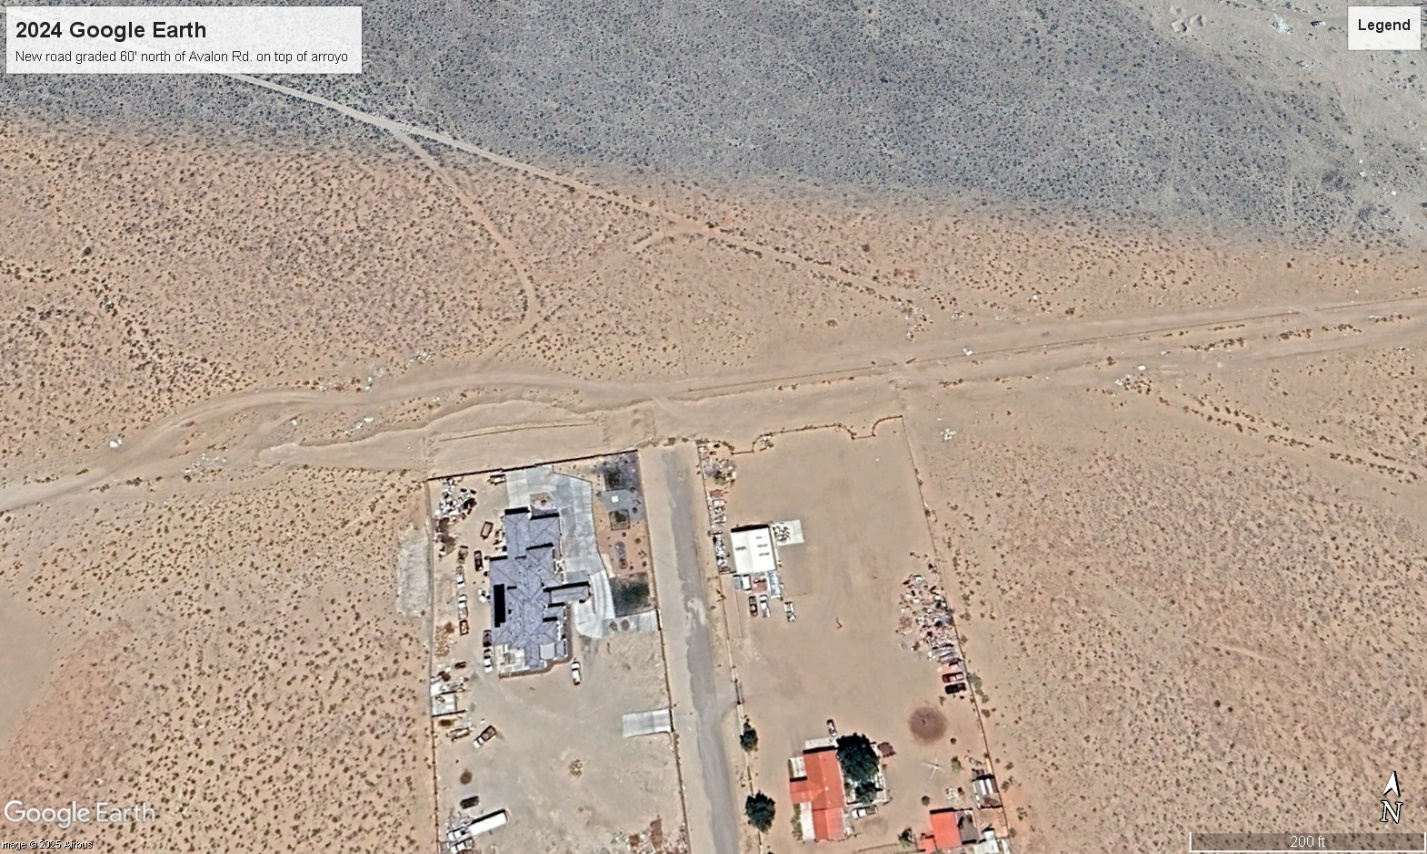 2024 Google Earth
New road graded 60' north of Avalon Rd. on top of arroyo
Legend
N
Google Earth
mage © 2025 Airbus
200 ft